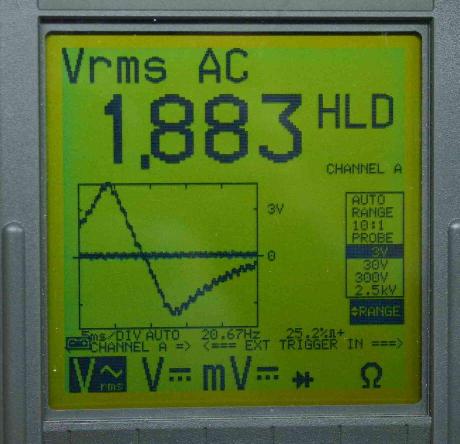 Vrms AC
1,883 HLD
CHANNEL A
AUTO
RANGE
10:1
PROBE
3V
30V
300V
2.5kV
RANGE
3V
0
5ms/DIV AUTO 20.67Hz 25.2%
CHANNEL A => <=== EXT TRIGGER IN ===>
V rms V mV Ω